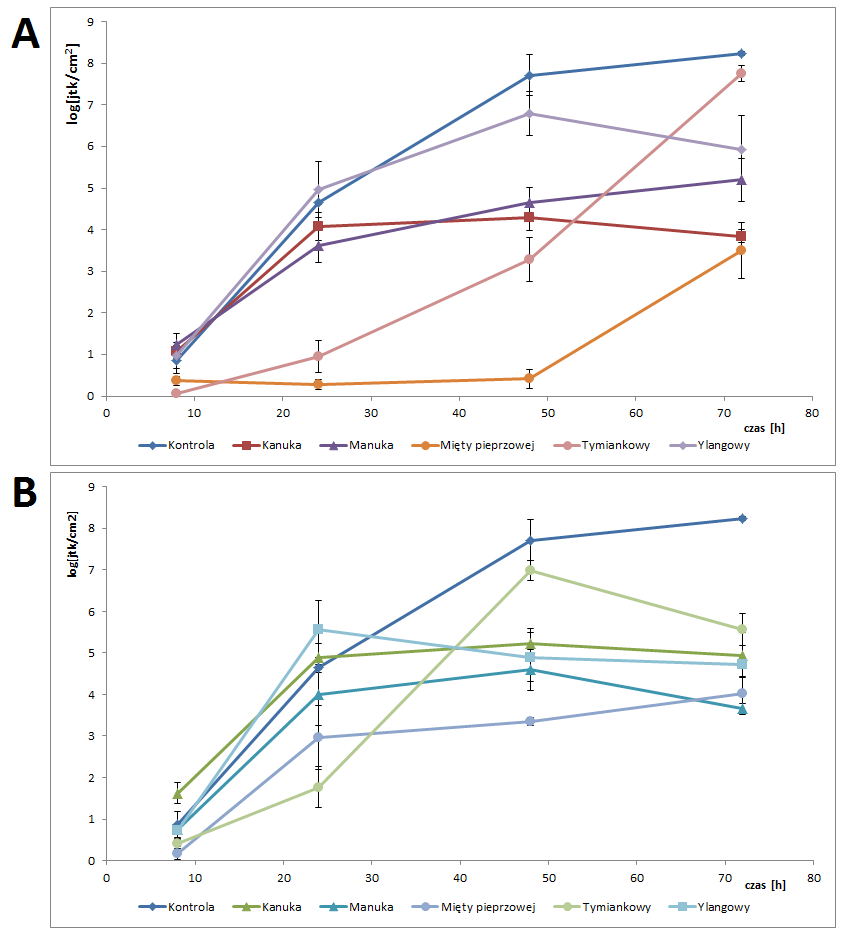 A
log[jtk/cm²]
9
8
7
6
5
4
3
2
1
0
0 10 20 30 40 50 60 70 80
czas [h]
Kontrola Kanuka Manuka Mięty pieprzowej Tymiankowy Ylangowy
B
log[jtk/cm2]
9
8
7
6
5
4
3
2
1
0
0 10 20 30 40 50 60 70 80
czas [h]
Kontrola Kanuka Manuka Mięty pieprzowej Tymiankowy Ylangowy